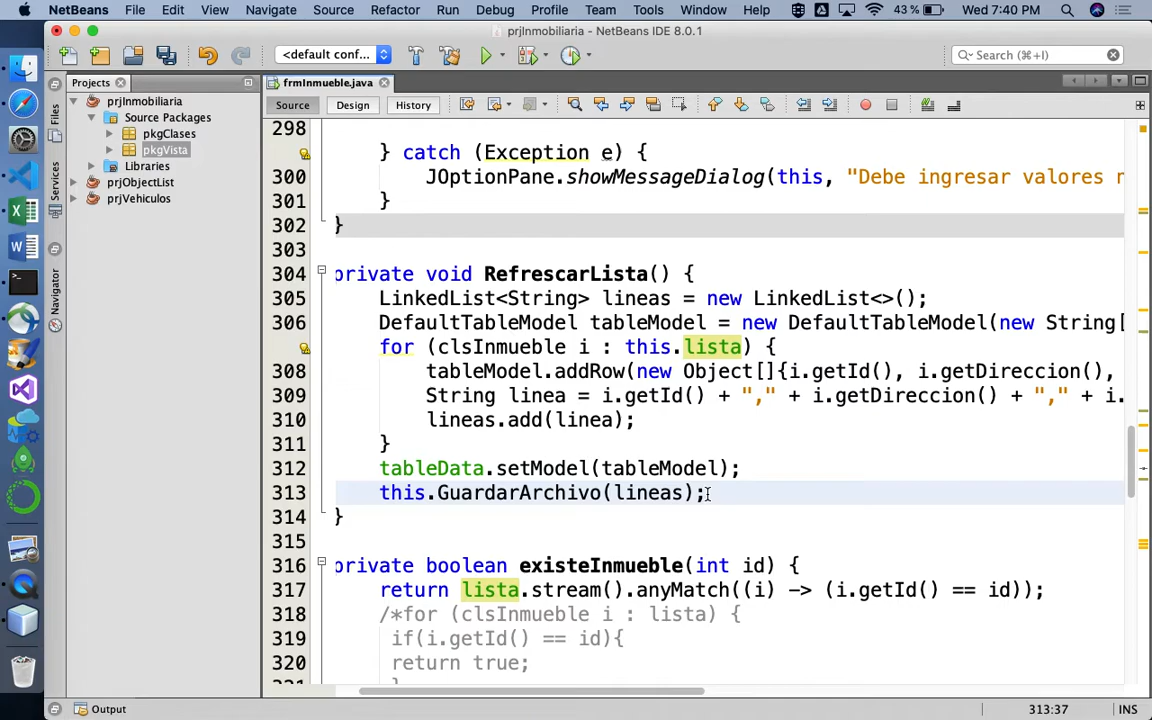 NetBeans File Edit View Navigate Source Refactor Run Debug Profile Team Tools Window Help 43 % Wed 7:40 PM
prjInmobiliaria - NetBeans IDE 8.0.1
<default conf... Search (⌘+I)
Projects
frmInmueble.java
Source Design History
Files
Services
Navigator
prjInmobiliaria
Source Packages
pkgClases
pkgVista
Libraries
prjObjectList
prjVehiculos
298
} catch (Exception e) {
300 JOptionPane.showMessageDialog(this, "Debe ingresar valores
301 }
302 }
303
304 private void RefrescarLista() {
305 LinkedList<String> lineas = new LinkedList<>();
306 DefaultTableModel tableModel = new DefaultTableModel(new String[
for (clsInmueble i : this.lista) {
308 tableModel.addRow(new Object[]{i.getId(), i.getDireccion(),
309 String linea = i.getId() + "," + i.getDireccion() + "," + i.
310 lineas.add(linea);
311 }
312 tableData.setModel(tableModel);
313 this.GuardarArchivo(lineas);
314 }
315
316 private boolean existeInmueble(int id) {
317 return lista.stream().anyMatch((i) -> (i.getId() == id));
318 /*for (clsInmueble i : lista) {
319 if(i.getId() == id){
320 return true;
}
Output 313:37 INS